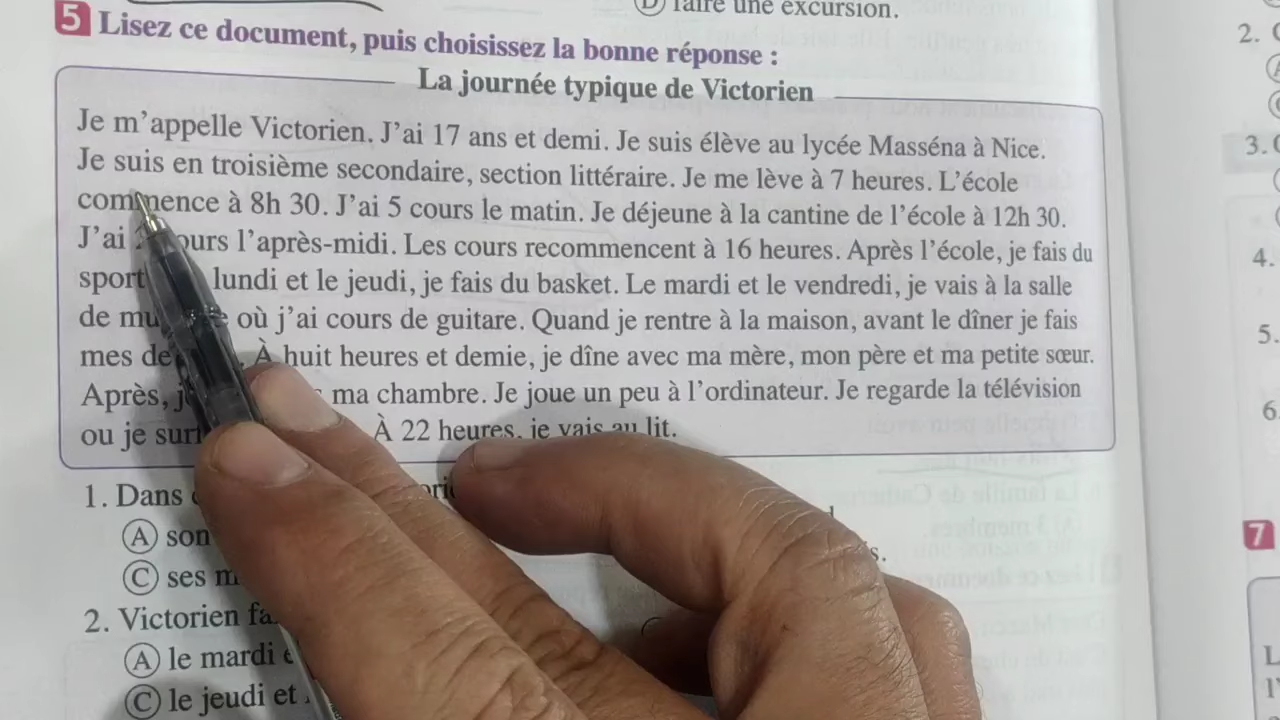 D faire une excursion.
5 Lisez ce document, puis choisissez la bonne réponse :
La journée typique de Victorien
Je m'appelle Victorien. J'ai 17 ans et demi. Je suis élève au lycée Masséna à Nice.
Je suis en troisième secondaire, section littéraire. Je me lève à 7 heures. L'école
commence à 8h 30. J'ai 5 cours le matin. Je déjeune à la cantine de l'école à 12h 30.
J'ai cours l'après-midi. Les cours recommencent à 16 heures. Après l'école, je fais du
sport lundi et le jeudi, je fais du basket. Le mardi et le vendredi, je vais à la salle
de où j'ai cours de guitare. Quand je rentre à la maison, avant le dîner je fais
mes À huit heures et demie, je dîne avec ma mère, mon père et ma petite sœur.
Après, ma chambre. Je joue un peu à l'ordinateur. Je regarde la télévision
ou je À 22 heures, je vais au lit.
1. Dans
A son
C ses
2. Victorien
A le mardi
C le jeudi et
2.
3.
4.
5.
6
7